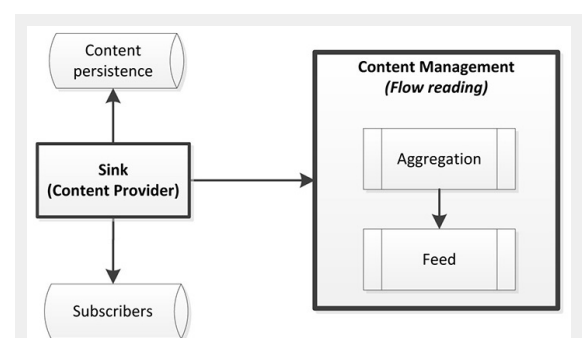 Content
persistence
Content Management
(Flow reading)
Sink
(Content Provider)
Aggregation
Feed
Subscribers